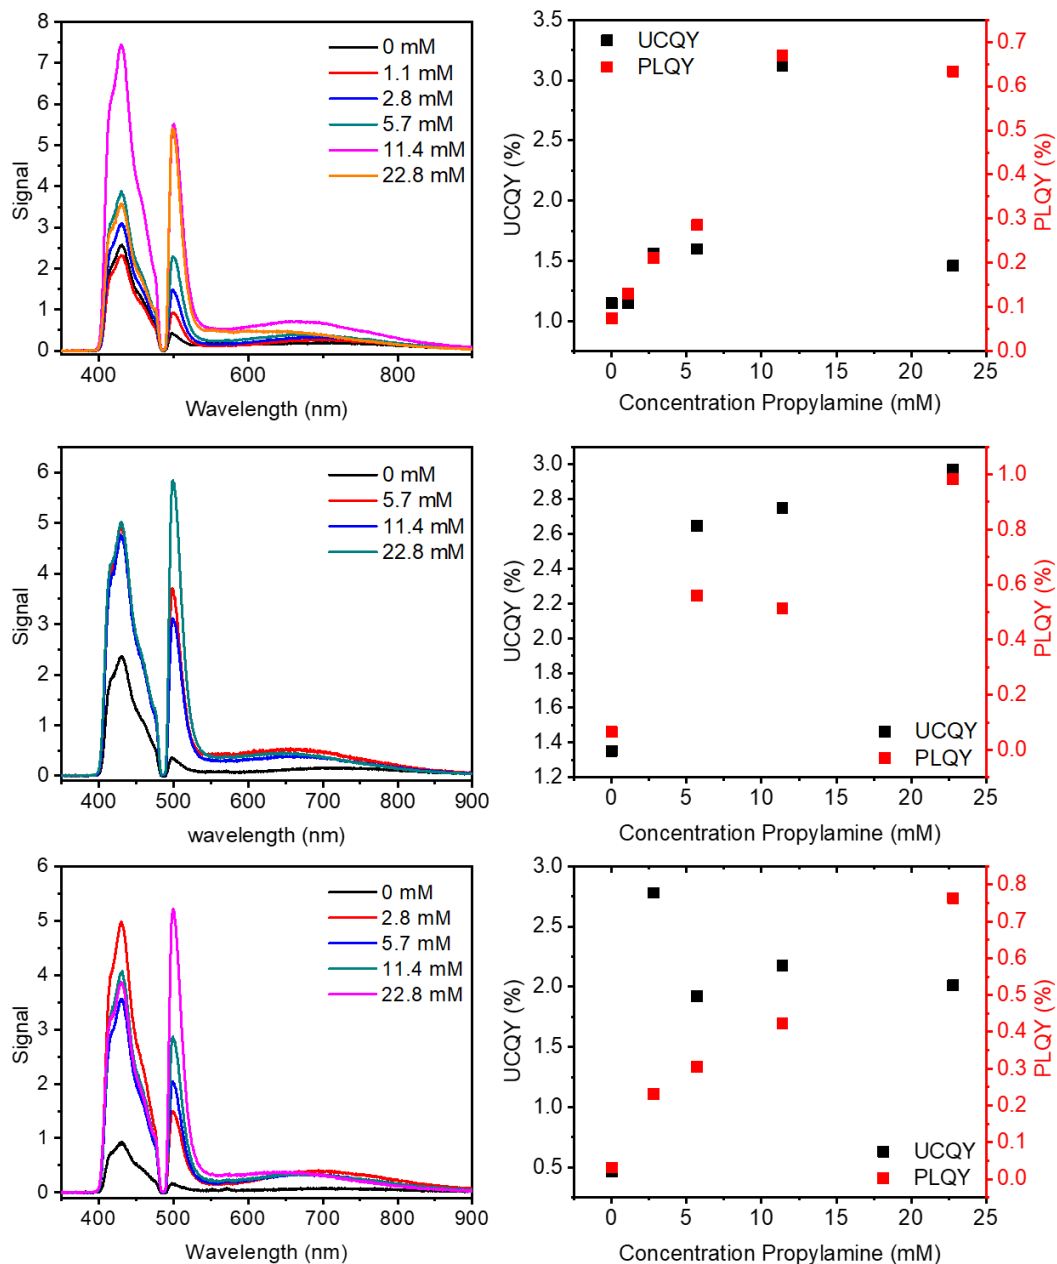 8
7
6
5
4
3
2
1
0
400
600
800
Signal
Wavelength (nm)
0 mM
1.1 mM
2.8 mM
5.7 mM
11.4 mM
22.8 mM
3.5
3.0
2.5
2.0
1.5
1.0
UCQY (%)
UCQY
PLQY
0.7
0.6
0.5
0.4
0.3
0.2
0.1
0.0
PLQY (%)
0
5
10
15
20
25
Concentration Propylamine (mM)
6
5
4
3
2
1
0
400
500
600
700
800
900
Signal
wavelength (nm)
0 mM
5.7 mM
11.4 mM
22.8 mM
3.0
2.8
2.6
2.4
2.2
2.0
1.8
1.6
1.4
1.2
UCQY (%)
UCQY
PLQY
1.0
0.8
0.6
0.4
0.2
0.0
PLQY (%)
0
5
10
15
20
25
Concentration Propylamine (mM)
6
5
4
3
2
1
0
400
500
600
700
800
900
Signal
Wavelength (nm)
0 mM
2.8 mM
5.7 mM
11.4 mM
22.8 mM
3.0
2.5
2.0
1.5
1.0
0.5
UCQY (%)
UCQY
PLQY
0.8
0.7
0.6
0.5
0.4
0.3
0.2
0.1
0.0
PLQY (%)
0
5
10
15
20
25
Concentration Propylamine (mM)